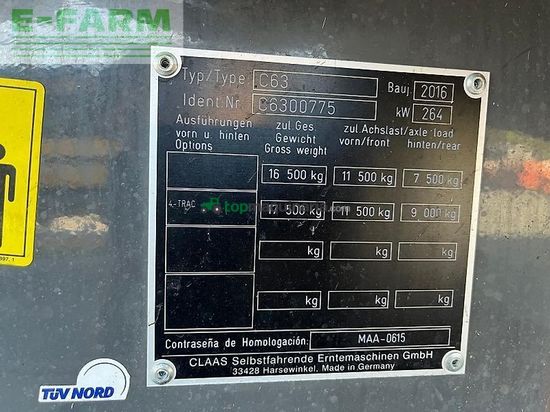 E-FARM
Typ/Type C63 Bauj. 2016
Ident.Nr. C6300775 kW 264
Ausführungen vorn u hinten Options
zul.Ges. Gewicht Gross weight
zul.Achslast/axle load vorn/front hinten/rear
16 500 kg 11 500 kg 7 500 kg
4-TRAC 17 500 kg 11 500 kg 9 000 kg
kg kg kg
kg kg kg
Contraseña de Homologación: MAA-0615
CLAAS Selbstfahrende Erntemaschinen GmbH
33428 Harsewinkel, Made in Germany
TÜV NORD